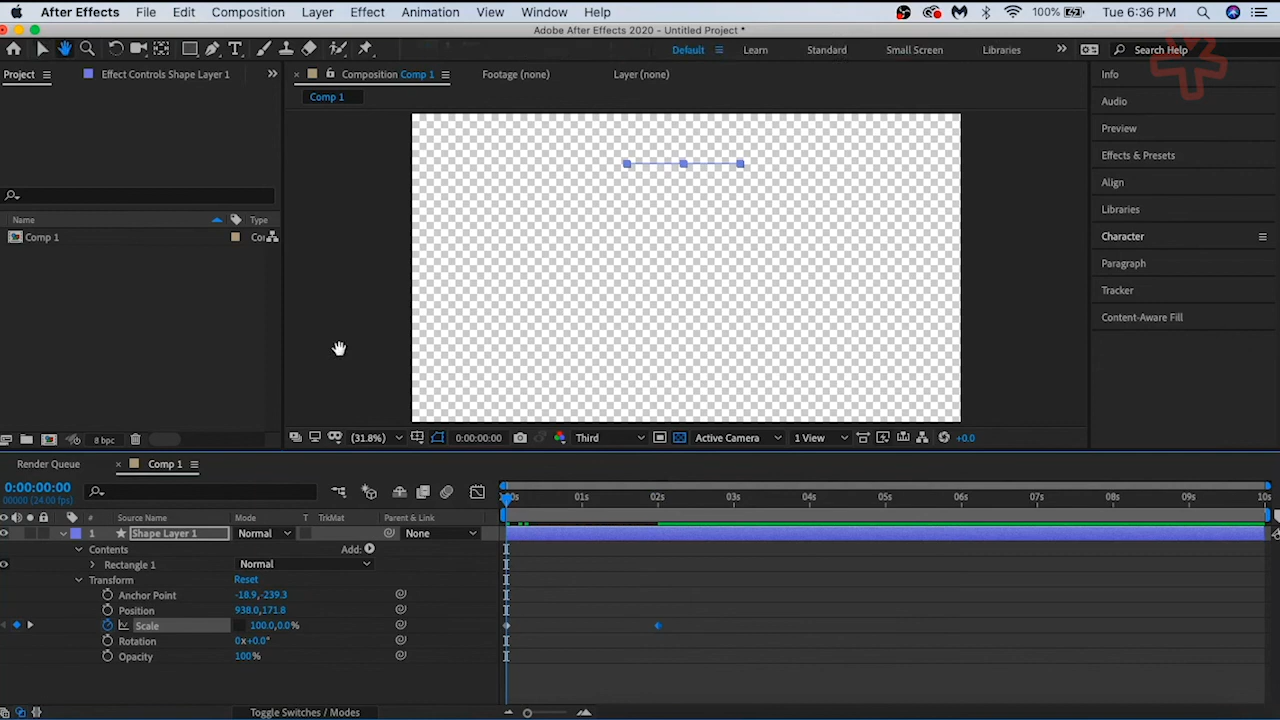 After Effects File Edit Composition Layer Effect Animation View Window Help 100% Tue 6:36 PM
Adobe After Effects 2020 - Untitled Project *
Default Learn Standard Small Screen Libraries Search Help
Project Effect Controls Shape Layer 1 Composition Comp 1 Footage (none) Layer (none) Info
Comp 1
Audio
Preview
Effects & Presets
Align
Libraries
Character
Paragraph
Tracker
Content-Aware Fill
Name Type
Comp 1
8 bpc (31.8%) 0:00:00:00 Third Active Camera 1 View +0.0
Render Queue Comp 1
0:00:00:00
00000 (24.00 fps)
01s 02s 03s 04s 05s 06s 07s 08s 09s 10s
# Source Name Mode T TrkMat Parent & Link
1 Shape Layer 1 Normal None
Contents Add:
Rectangle 1 Normal
Transform Reset
Anchor Point -18.9,-239.3
Position 938.0,171.8
Scale 100.0,0.0%
Rotation 0x+0.0°
Opacity 100%
Toggle Switches / Modes